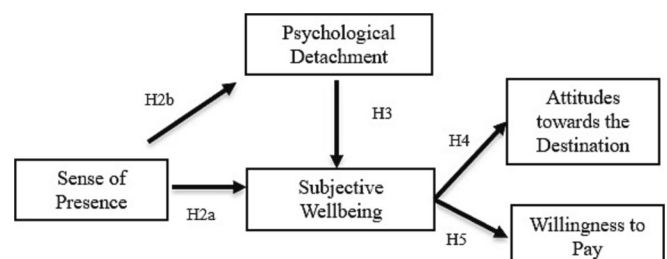 Psychological
Detachment
H2b
H3
Attitudes
towards the
Destination
H4
Sense of
Presence
H2a
Subjective
Wellbeing
H5
Willingness to
Pay